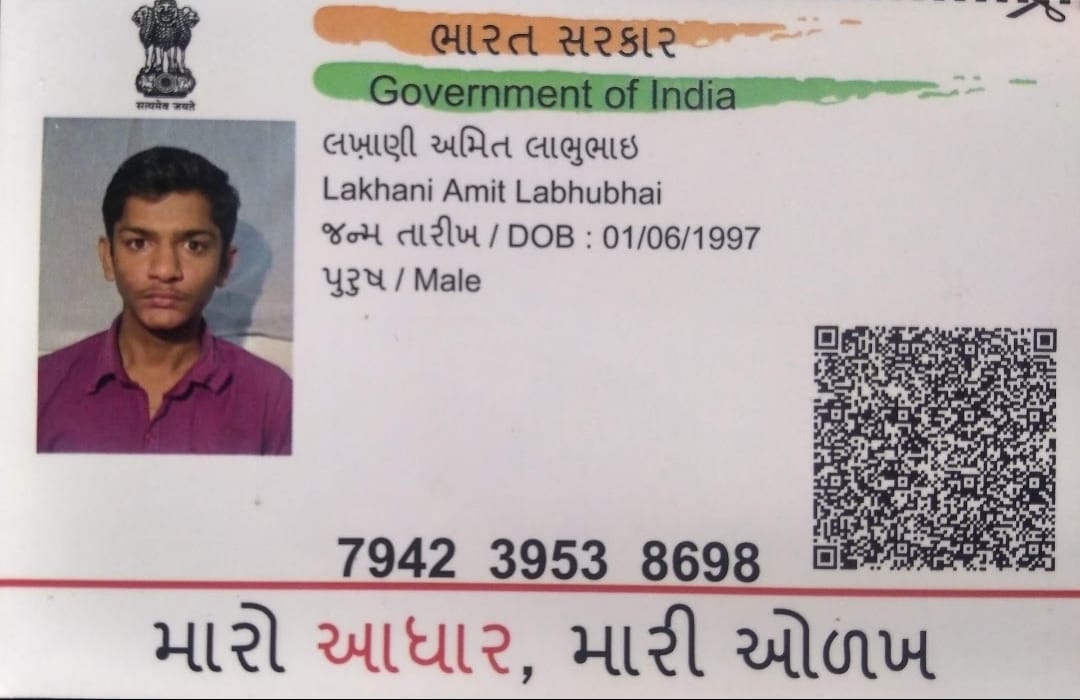 सत्यमेव जयते
ભારત સરકાર
Government of India
લખાણી અમિત લાભુભાઇ
Lakhani Amit Labhubhai
જન્મ તારીખ / DOB : 01/06/1997
પુરુષ / Male
7942 3953 8698
મારો આધાર, મારી ઓળખ